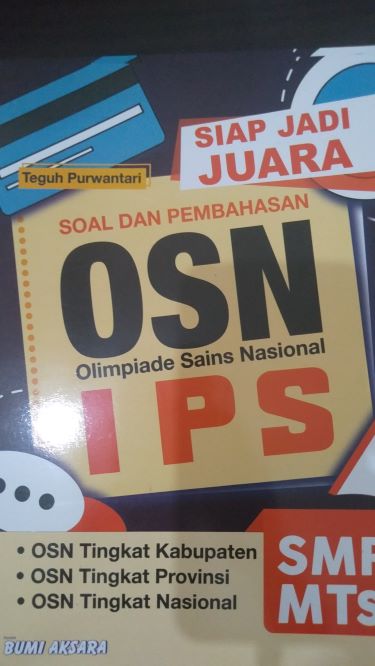 SIAP JADI
JUARA
Teguh Purwantari
SOAL DAN PEMBAHASAN
OSN
Olimpiade Sains Nasional
IPS
• OSN Tingkat Kabupaten
• OSN Tingkat Provinsi
• OSN Tingkat Nasional
SMP
MTs
BUMI AKSARA